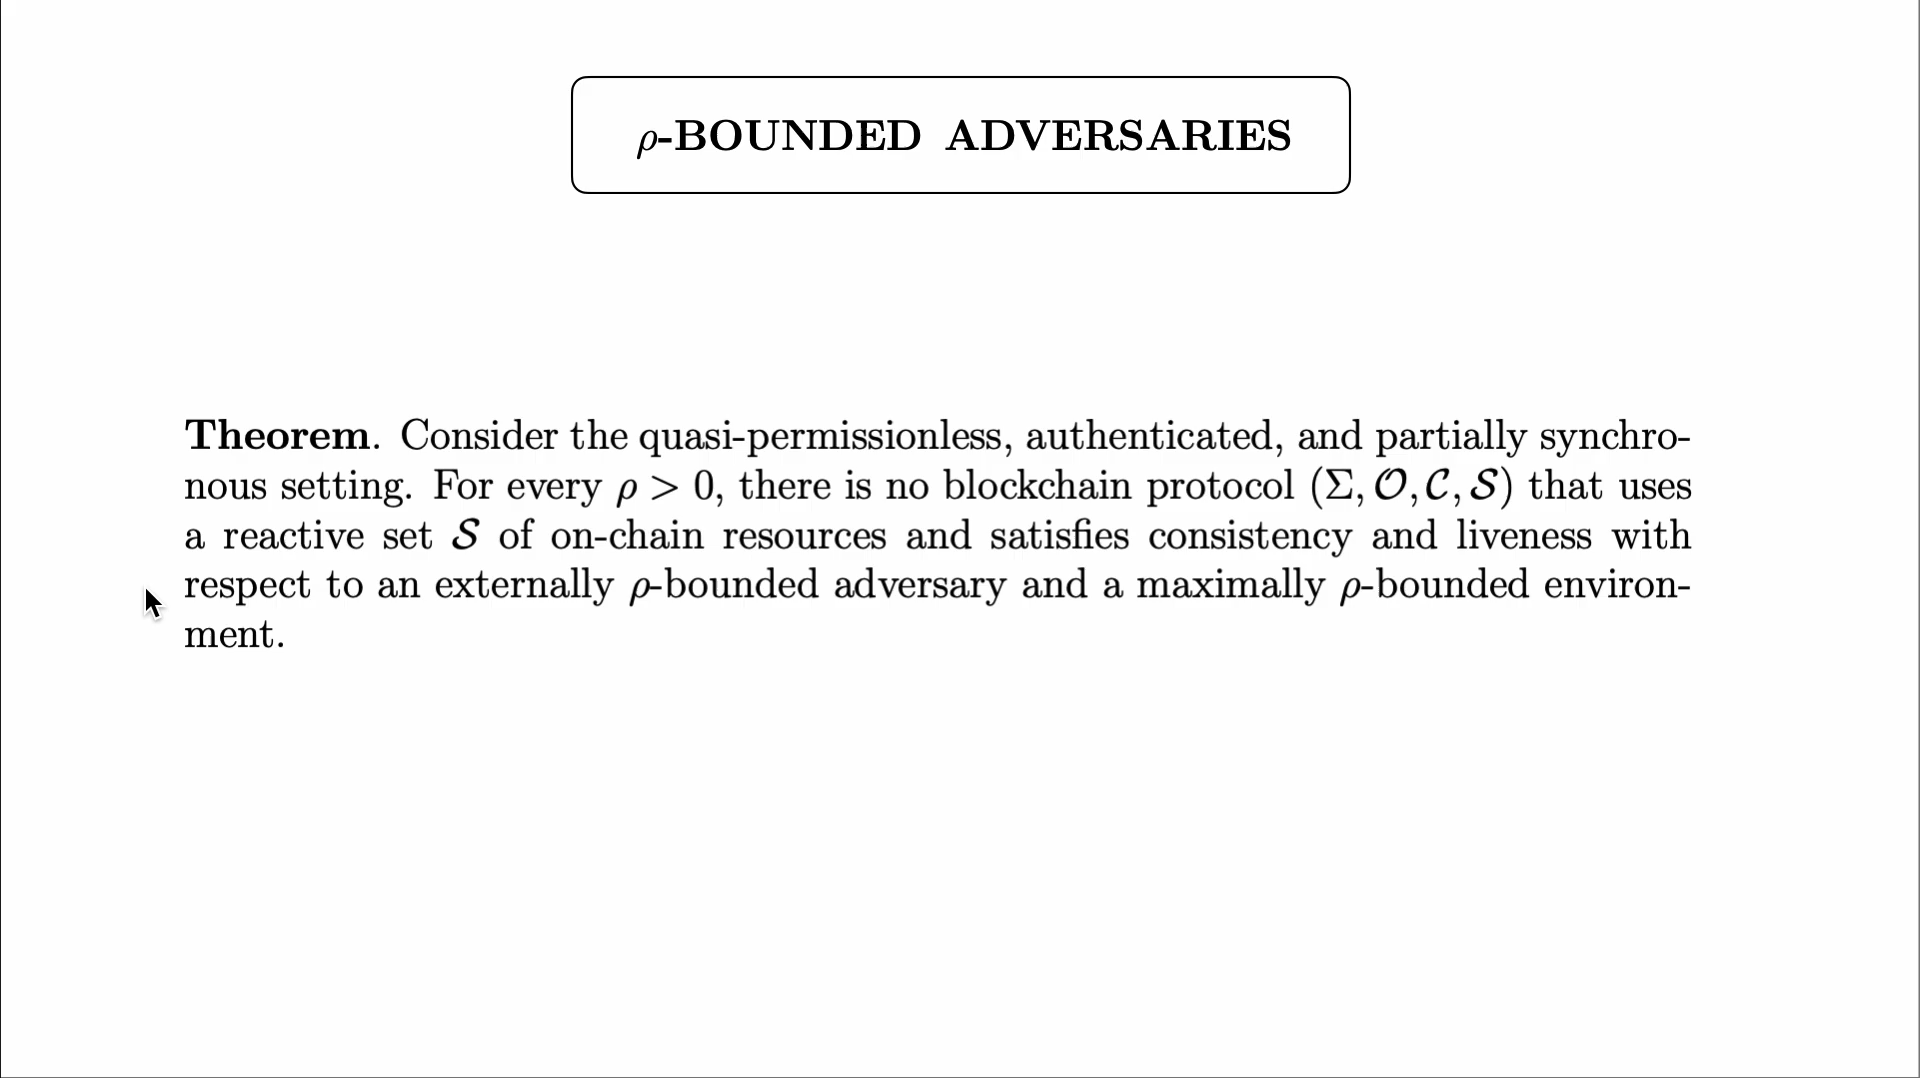 ρ-BOUNDED ADVERSARIES
Theorem. Consider the quasi-permissionless, authenticated, and partially synchro-
nous setting. For every ρ > 0, there is no blockchain protocol (Σ, 𝒪, 𝒞, 𝒮) that uses
a reactive set 𝒮 of on-chain resources and satisfies consistency and liveness with
respect to an externally ρ-bounded adversary and a maximally ρ-bounded environ-
ment.